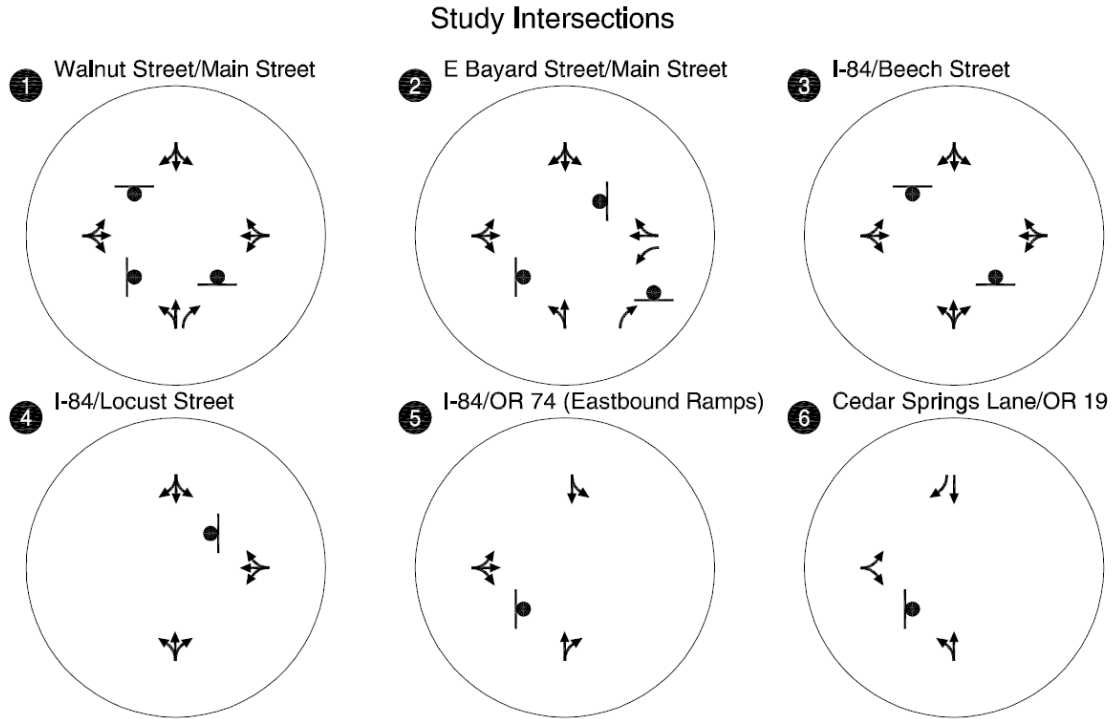 Study Intersections
1 Walnut Street/Main Street
2 E Bayard Street/Main Street
3 I-84/Beech Street
4 I-84/Locust Street
5 I-84/OR 74 (Eastbound Ramps)
6 Cedar Springs Lane/OR 19